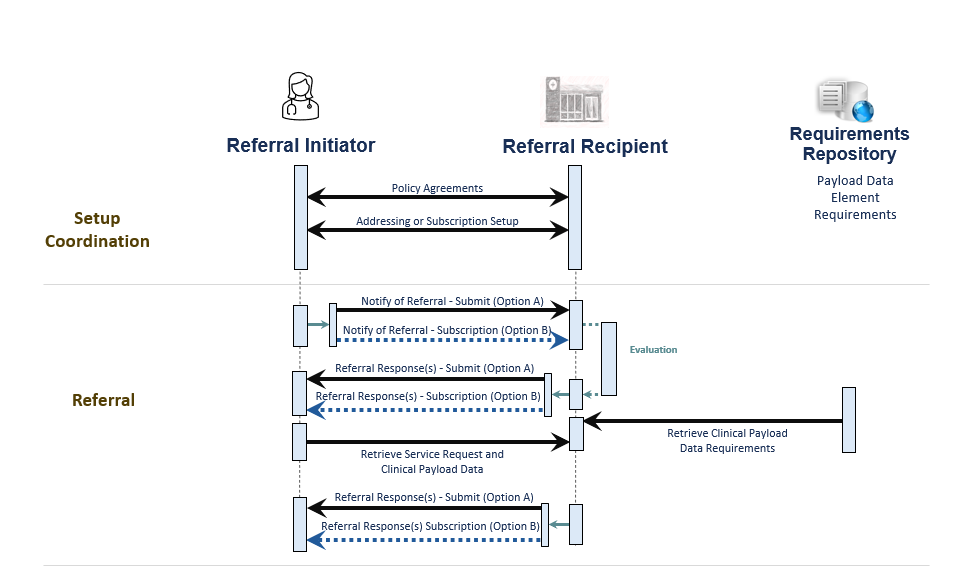 Referral Initiator
Referral Recipient
Requirements
Repository
Payload Data
Element
Requirements
Setup
Coordination
Policy Agreements
Addressing or Subscription Setup
Notify of Referral - Submit (Option A)
Notify of Referral - Subscription (Option B)
Evaluation
Referral
Referral Response(s) - Submit (Option A)
Referral Response(s) - Subscription (Option B)
Retrieve Clinical Payload
Data Requirements
Retrieve Service Request and
Clinical Payload Data
Referral Response(s) - Submit (Option A)
Referral Response(s) Subscription (Option B)